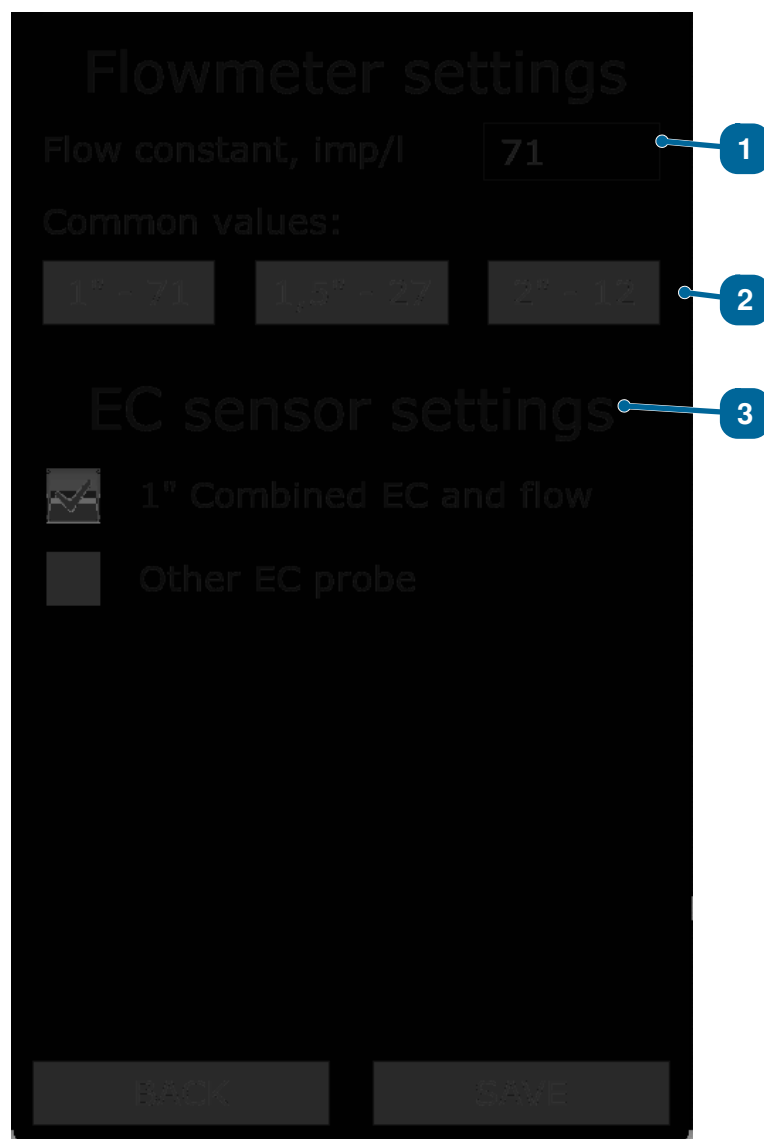 Flowmeter settings
Flow constant, imp/l 71 1
Common values:
1" - 71 1,5" - 27 2" - 12 2
EC sensor settings 3
1" Combined EC and flow
Other EC probe
BACK SAVE